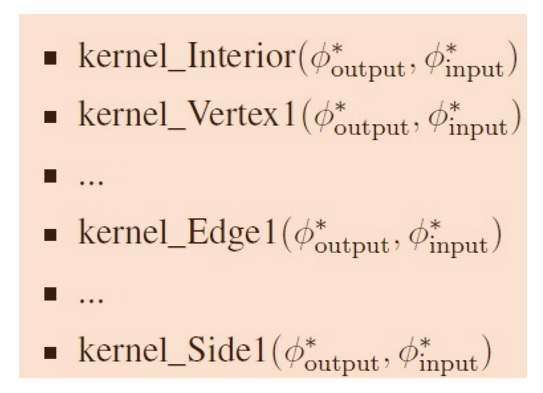 ▪ kernel_Interior(ϕ*output, ϕ*input)
▪ kernel_Vertex1(ϕ*output, ϕ*input)
▪ ...
▪ kernel_Edge1(ϕ*output, ϕ*input)
▪ ...
▪ kernel_Side1(ϕ*output, ϕ*input)